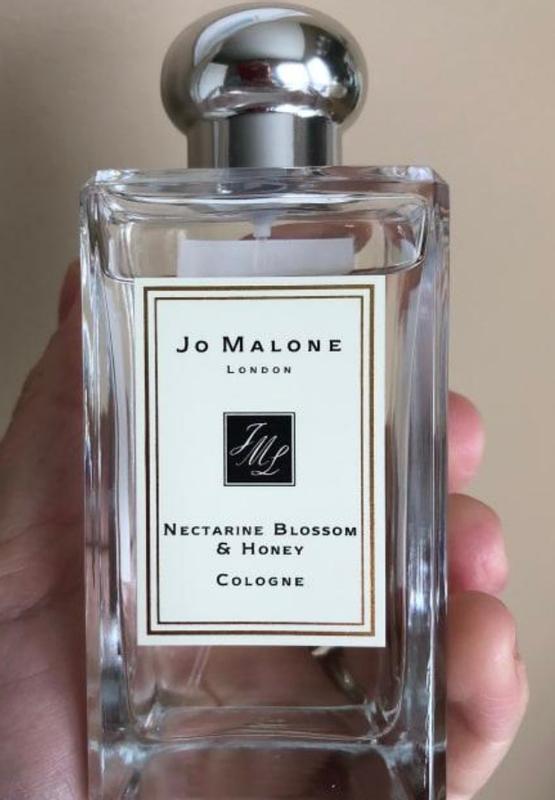 JO MALONE
LONDON
JML
NECTARINE BLOSSOM
& HONEY
COLOGNE